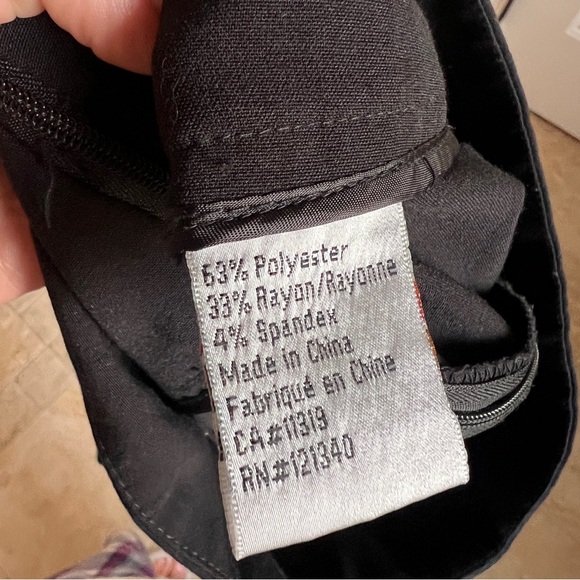 63% Polyester
33% Rayon/Rayonne
4% Spandex
Made in China
Fabriqué en Chine
CA#11319
RN#121340